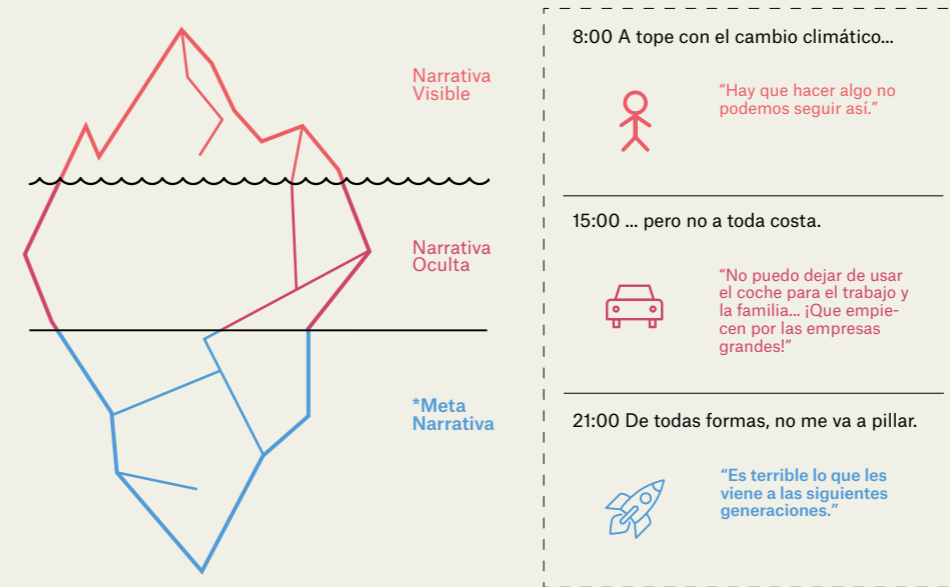 Narrativa
Visible
Narrativa
Oculta
*Meta
Narrativa
8:00 A tope con el cambio climático...
“Hay que hacer algo no
podemos seguir así.”
15:00 ... pero no a toda costa.
“No puedo dejar de usar
el coche para el trabajo y
la familia... ¡Que empie-
cen por las empresas
grandes!”
21:00 De todas formas, no me va a pillar.
“Es terrible lo que les
viene a las siguientes
generaciones.”